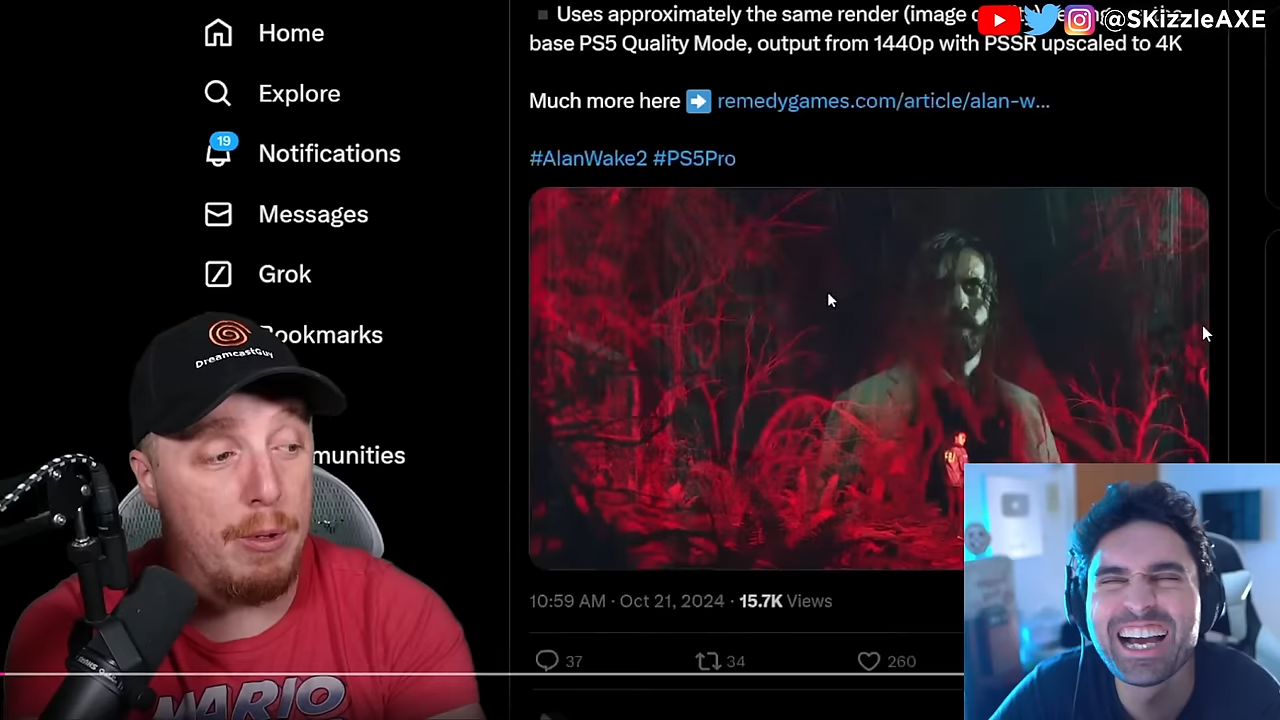 Home
Explore
19
Notifications
Messages
Grok
Bookmarks
munities
Uses approximately the same render (image
base PS5 Quality Mode, output from 1440p with PSSR upscaled to 4K
@SKizzleAXE
Much more here ➡ remedygames.com/article/alan-w...
#AlanWake2 #PS5Pro
10:59 AM · Oct 21, 2024 · 15.7K Views
37
34
260
DreamcastGuy
MARIO